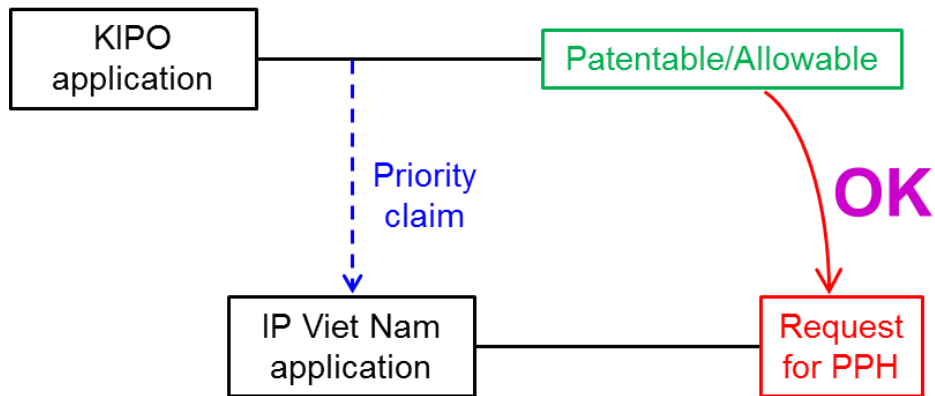 KIPO
application
Patentable/Allowable
Priority
claim
OK
IP Viet Nam
application
Request
for PPH